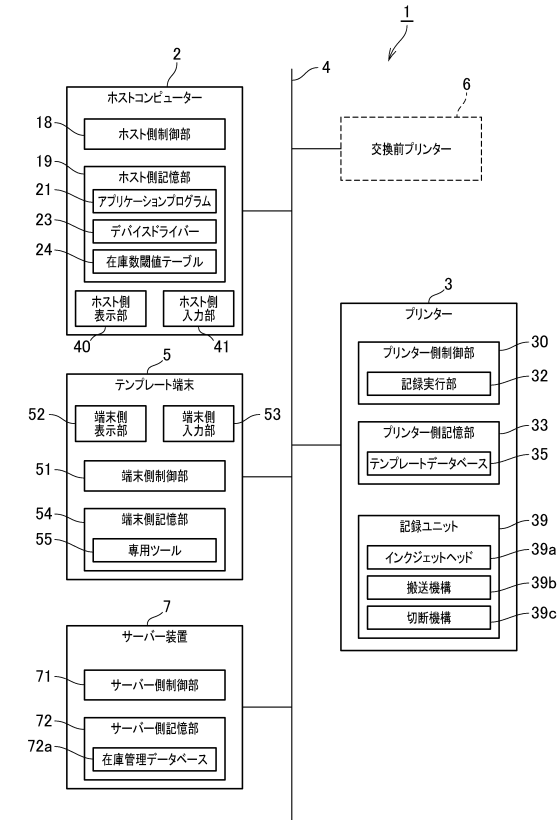 1
2
ホストコンピューター
18
ホスト側制御部
19
ホスト側記憶部
21
アプリケーションプログラム
23
デバイスドライバー
24
在庫数閾値テーブル
ホスト側
表示部
ホスト側
入力部
40
41
4
6
交換前プリンター
5
テンプレート端末
52
端末側
表示部
端末側
入力部
53
51
端末側制御部
54
端末側記憶部
55
専用ツール
7
サーバー装置
71
サーバー側制御部
72
サーバー側記憶部
72a
在庫管理データベース
3
プリンター
プリンター側制御部
30
記録実行部
32
プリンター側記憶部
33
テンプレートデータベース
35
記録ユニット
39
インクジェットヘッド
39a
搬送機構
39b
切断機構
39c